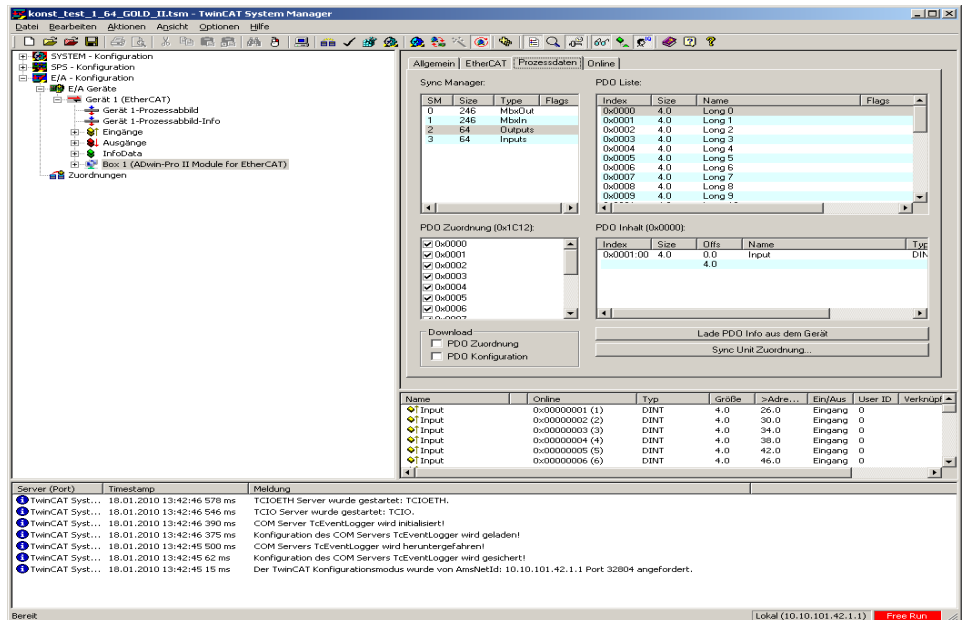 konst_test_1_64_GOLD_II.tsm - TwinCAT System Manager
Datei Bearbeiten Aktionen Ansicht Optionen Hilfe
SYSTEM - Konfiguration
SPS - Konfiguration
E/A - Konfiguration
E/A Geräte
Gerät 1 (EtherCAT)
Gerät 1-Prozessabbild
Gerät 1-Prozessabbild-Info
Eingänge
Ausgänge
InfoData
Box 1 (ADwin-Pro II Module for EtherCAT)
Zuordnungen
Allgemein EtherCAT Prozessdaten Online
Sync Manager:
SM Size Type Flags
0 246 MbxOut
1 246 MbxIn
2 64 Outputs
3 64 Inputs
PDO Liste:
Index Size Name Flags
0x0000 4.0 Long 0
0x0001 4.0 Long 1
0x0002 4.0 Long 2
0x0003 4.0 Long 3
0x0004 4.0 Long 4
0x0005 4.0 Long 5
0x0006 4.0 Long 6
0x0007 4.0 Long 7
0x0008 4.0 Long 8
0x0009 4.0 Long 9
PDO Zuordnung (0x1C12):
0x0000
0x0001
0x0002
0x0003
0x0004
0x0005
0x0006
0x0007
PDO Inhalt (0x0000):
Index Size Offs Name Typ
0x0001:00 4.0 0.0 Input DIN
4.0
Download
PDO Zuordnung
PDO Konfiguration
Lade PDO Info aus dem Gerät
Sync Unit Zuordnung...
Name Online Typ Größe >Adre... Ein/Aus User ID Verknüpf
Input 0x00000001 (1) DINT 4.0 26.0 Eingang 0
Input 0x00000002 (2) DINT 4.0 30.0 Eingang 0
Input 0x00000003 (3) DINT 4.0 34.0 Eingang 0
Input 0x00000004 (4) DINT 4.0 38.0 Eingang 0
Input 0x00000005 (5) DINT 4.0 42.0 Eingang 0
Input 0x00000006 (6) DINT 4.0 46.0 Eingang 0
Server (Port) Timestamp Meldung
TwinCAT Syst... 18.01.2010 13:42:46 578 ms TCIOETH Server wurde gestartet: TCIOETH.
TwinCAT Syst... 18.01.2010 13:42:46 546 ms TCIO Server wurde gestartet: TCIO.
TwinCAT Syst... 18.01.2010 13:42:46 390 ms COM Server TcEventLogger wird initialisiert!
TwinCAT Syst... 18.01.2010 13:42:46 375 ms Konfiguration des COM Servers TcEventLogger wird geladen!
TwinCAT Syst... 18.01.2010 13:42:45 500 ms COM Servers TcEventLogger wird heruntergefahren!
TwinCAT Syst... 18.01.2010 13:42:45 62 ms Konfiguration des COM Servers TcEventLogger wird gesichert!
TwinCAT Syst... 18.01.2010 13:42:45 15 ms Der TwinCAT Konfigurationsmodus wurde von AmsNetId: 10.10.101.42.1.1 Port 32804 angefordert.
Bereit Lokal (10.10.101.42.1.1) Free Run